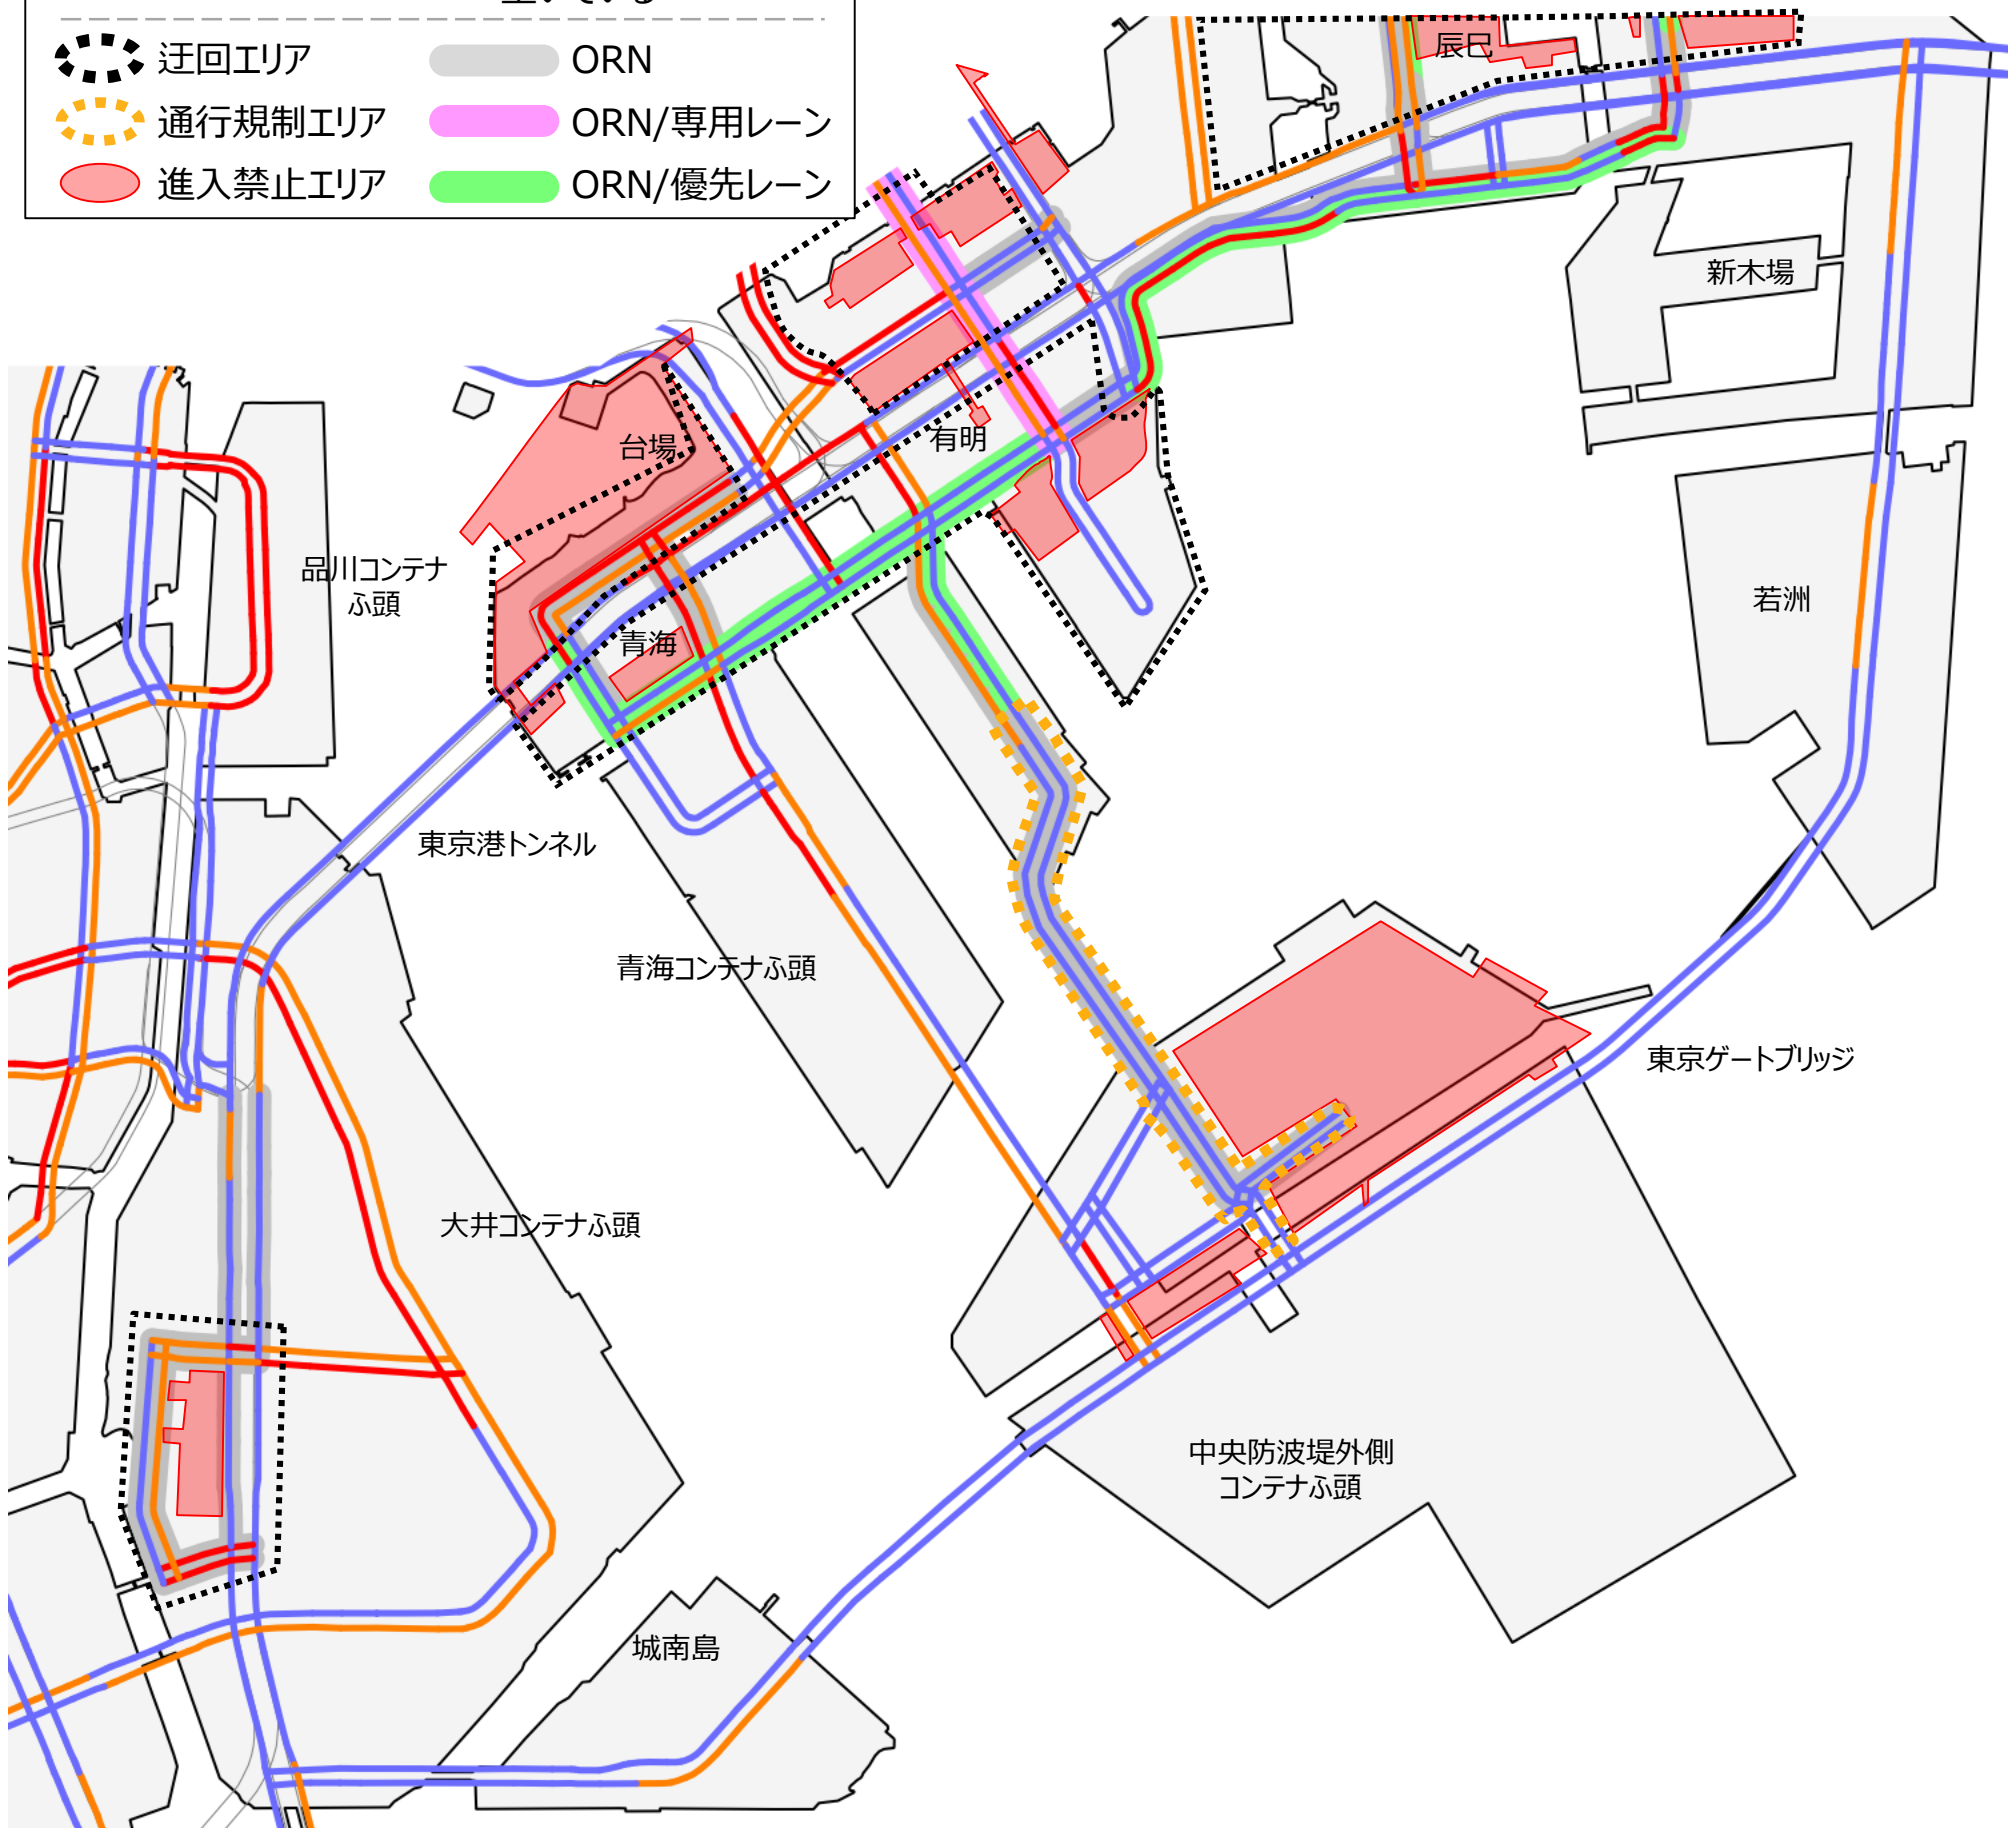 空いている
迂回エリア
ORN
通行規制エリア
ORN/専用レーン
進入禁止エリア
ORN/優先レーン
辰巳
新木場
台場
有明
品川コンテナ
ふ頭
若洲
青海
東京港トンネル
青海コンテナふ頭
東京ゲートブリッジ
大井コンテナふ頭
中央防波堤外側
コンテナふ頭
城南島